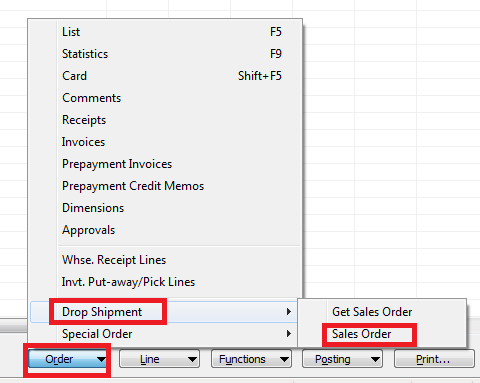 List F5
Statistics F9
Card Shift+F5
Comments
Receipts
Invoices
Prepayment Invoices
Prepayment Credit Memos
Dimensions
Approvals
Whse. Receipt Lines
Invt. Put-away/Pick Lines
Drop Shipment Get Sales Order
Special Order Sales Order
Order Line Functions Posting Print...